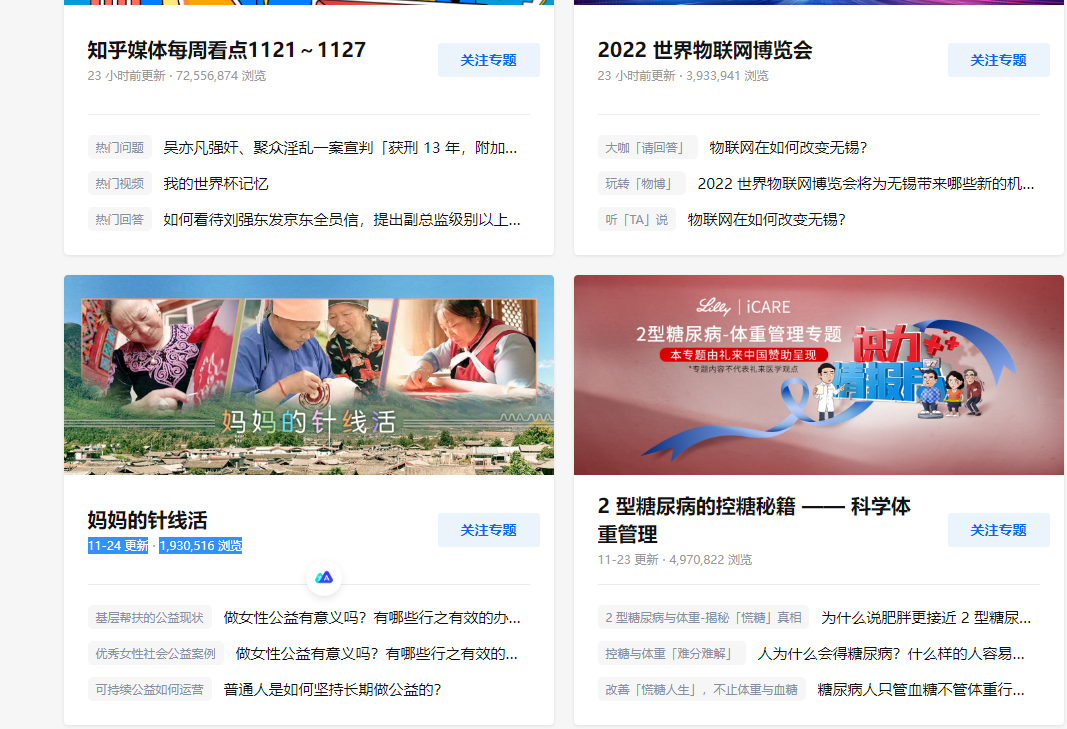 知乎媒体每周看点1121～1127
23 小时前更新 · 72,556,874 浏览
关注专题
热门问题 吴亦凡强奸、聚众淫乱一案宣判「获刑 13 年，附加...
热门视频 我的世界杯记忆
热门回答 如何看待刘强东发京东全员信，提出副总监级别以上...
2022 世界物联网博览会
23 小时前更新 · 3,933,941 浏览
关注专题
大咖「请回答」 物联网在如何改变无锡？
玩转「物博」 2022 世界物联网博览会将为无锡带来哪些新的机...
听「TA」说 物联网在如何改变无锡？
妈妈的针线活
妈妈的针线活
11-24 更新 · 1,930,516 浏览
关注专题
基层帮扶的公益现状 做女性公益有意义吗？有哪些行之有效的办...
优秀女性社会公益案例 做女性公益有意义吗？有哪些行之有效的...
可持续公益如何运营 普通人是如何坚持长期做公益的？
Lilly | iCARE
2型糖尿病-体重管理专题
本专题由礼来中国赞助呈现
*专题内容不代表礼来医学观点
识力
情报局
2 型糖尿病的控糖秘籍 —— 科学体
重管理
11-23 更新 · 4,970,822 浏览
关注专题
2 型糖尿病与体重-揭秘「慌糖」真相 为什么说肥胖更接近 2 型糖尿...
控糖与体重「难分难解」 人为什么会得糖尿病？什么样的人容易...
改善「慌糖人生」，不止体重与血糖 糖尿病人只管血糖不管体重行...